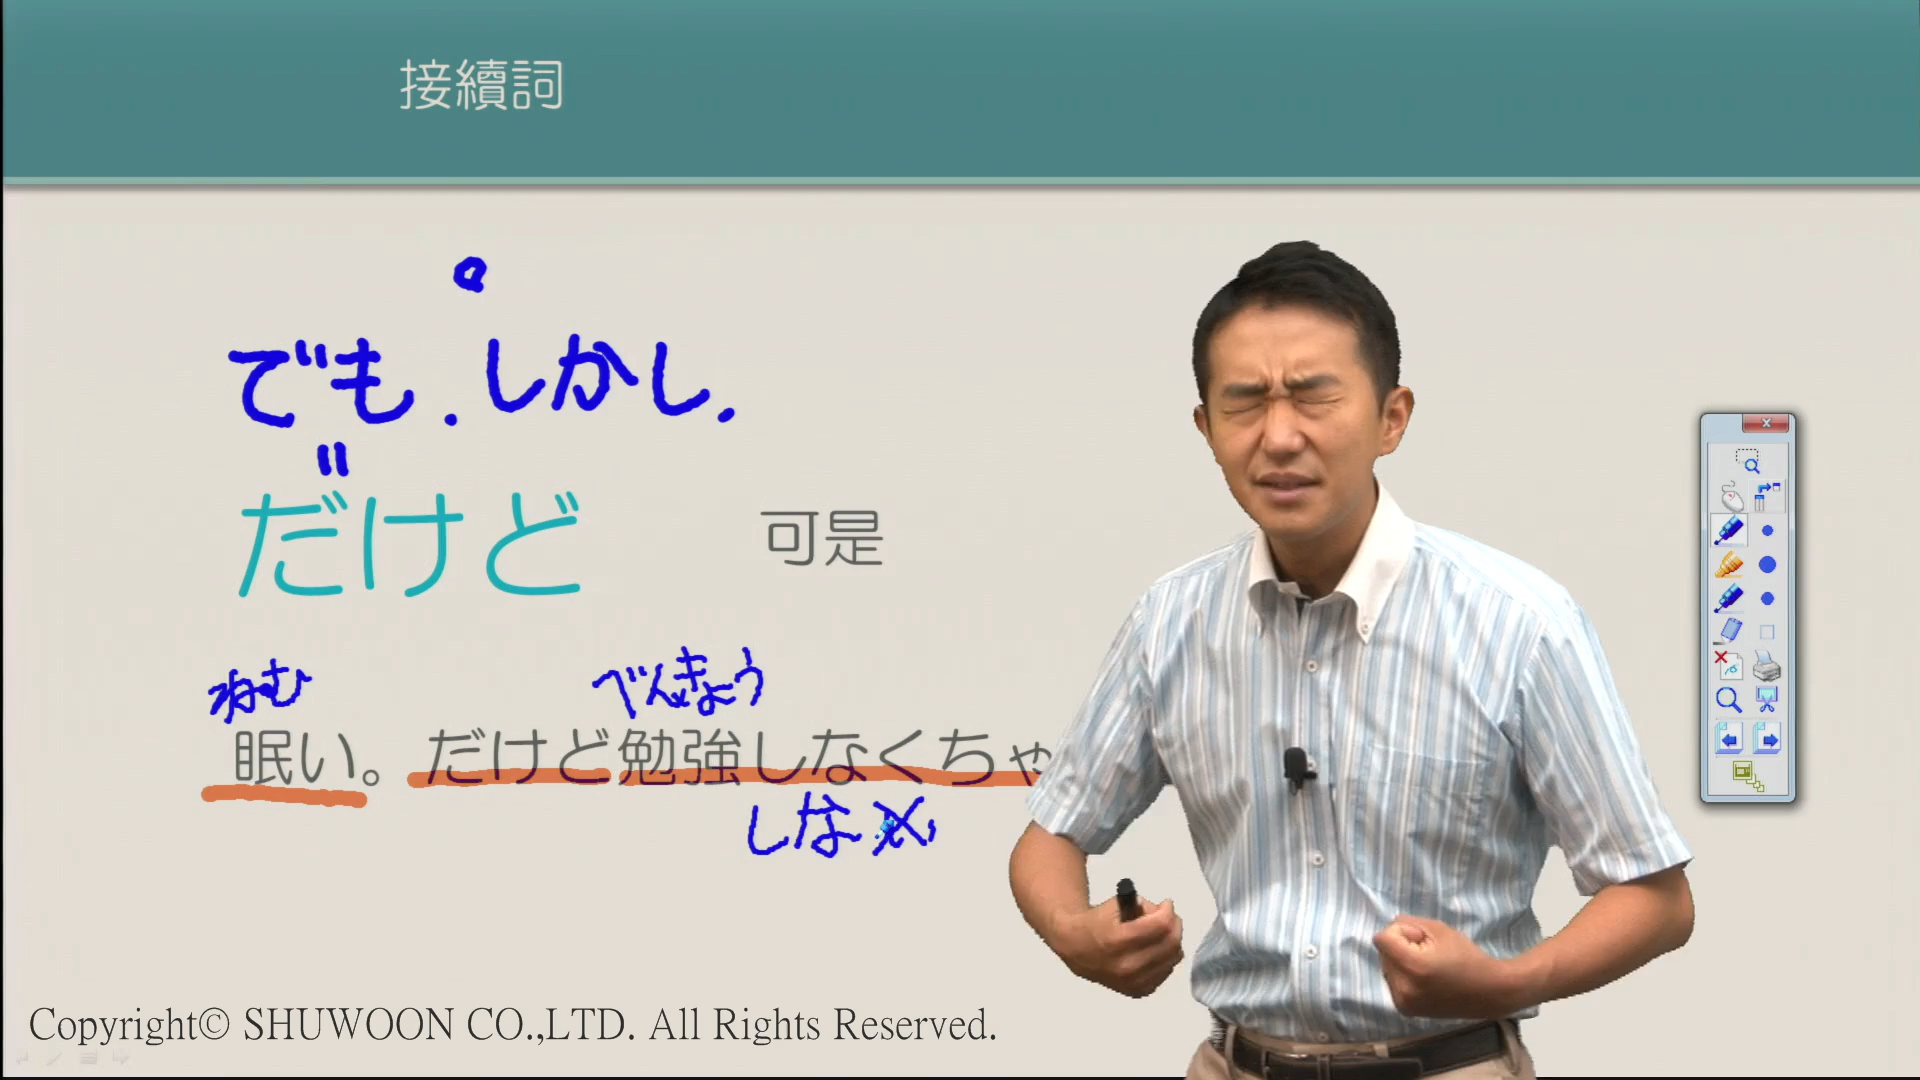 接續詞
でも.しかし.
だけど 可是
ねむ べんきょう
眠い。だけど勉強しなくちゃ
しな
Copyright© SHUWOON CO.,LTD. All Rights Reserved.